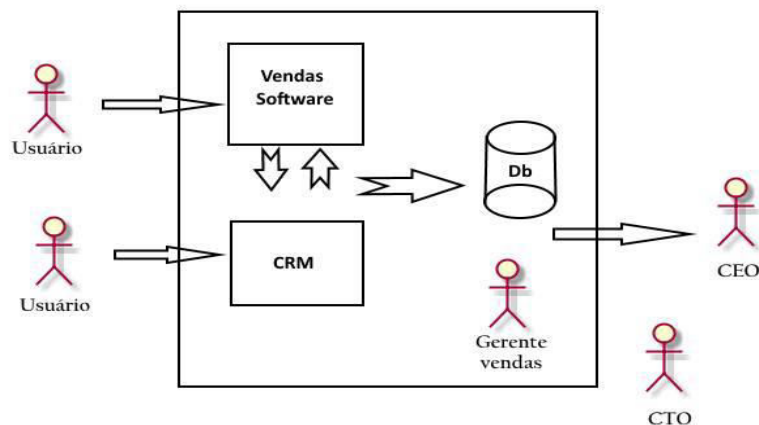 Vendas
Software
Usuário
Db
CRM
Usuário
CEO
Gerente
vendas
CTO